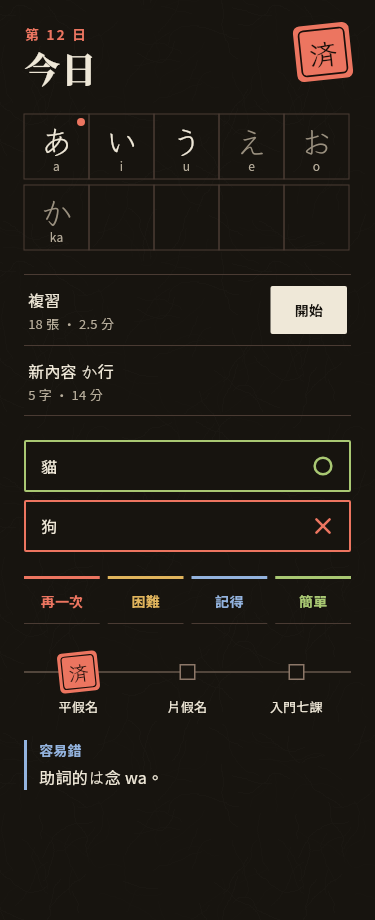 第 12 日
今日
済
あ い う え お
a i u e o
か
ka
複習
18 張 ・ 2.5 分
開始
新內容 か行
5 字 ・ 14 分
貓
狗
再一次 困難 記得 簡單
済
平假名 片假名 入門七課
容易錯
助詞的は念 wa。